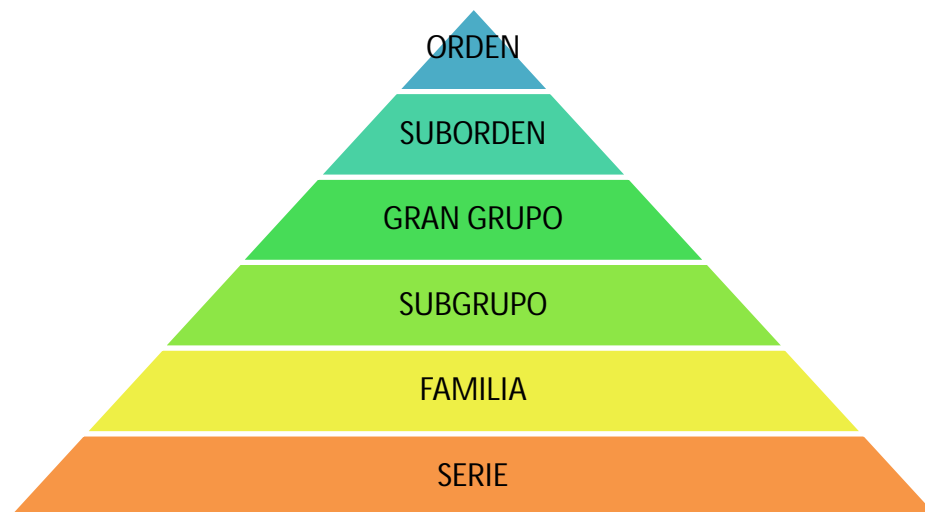 ORDEN
SUBORDEN
GRAN GRUPO
SUBGRUPO
FAMILIA
SERIE